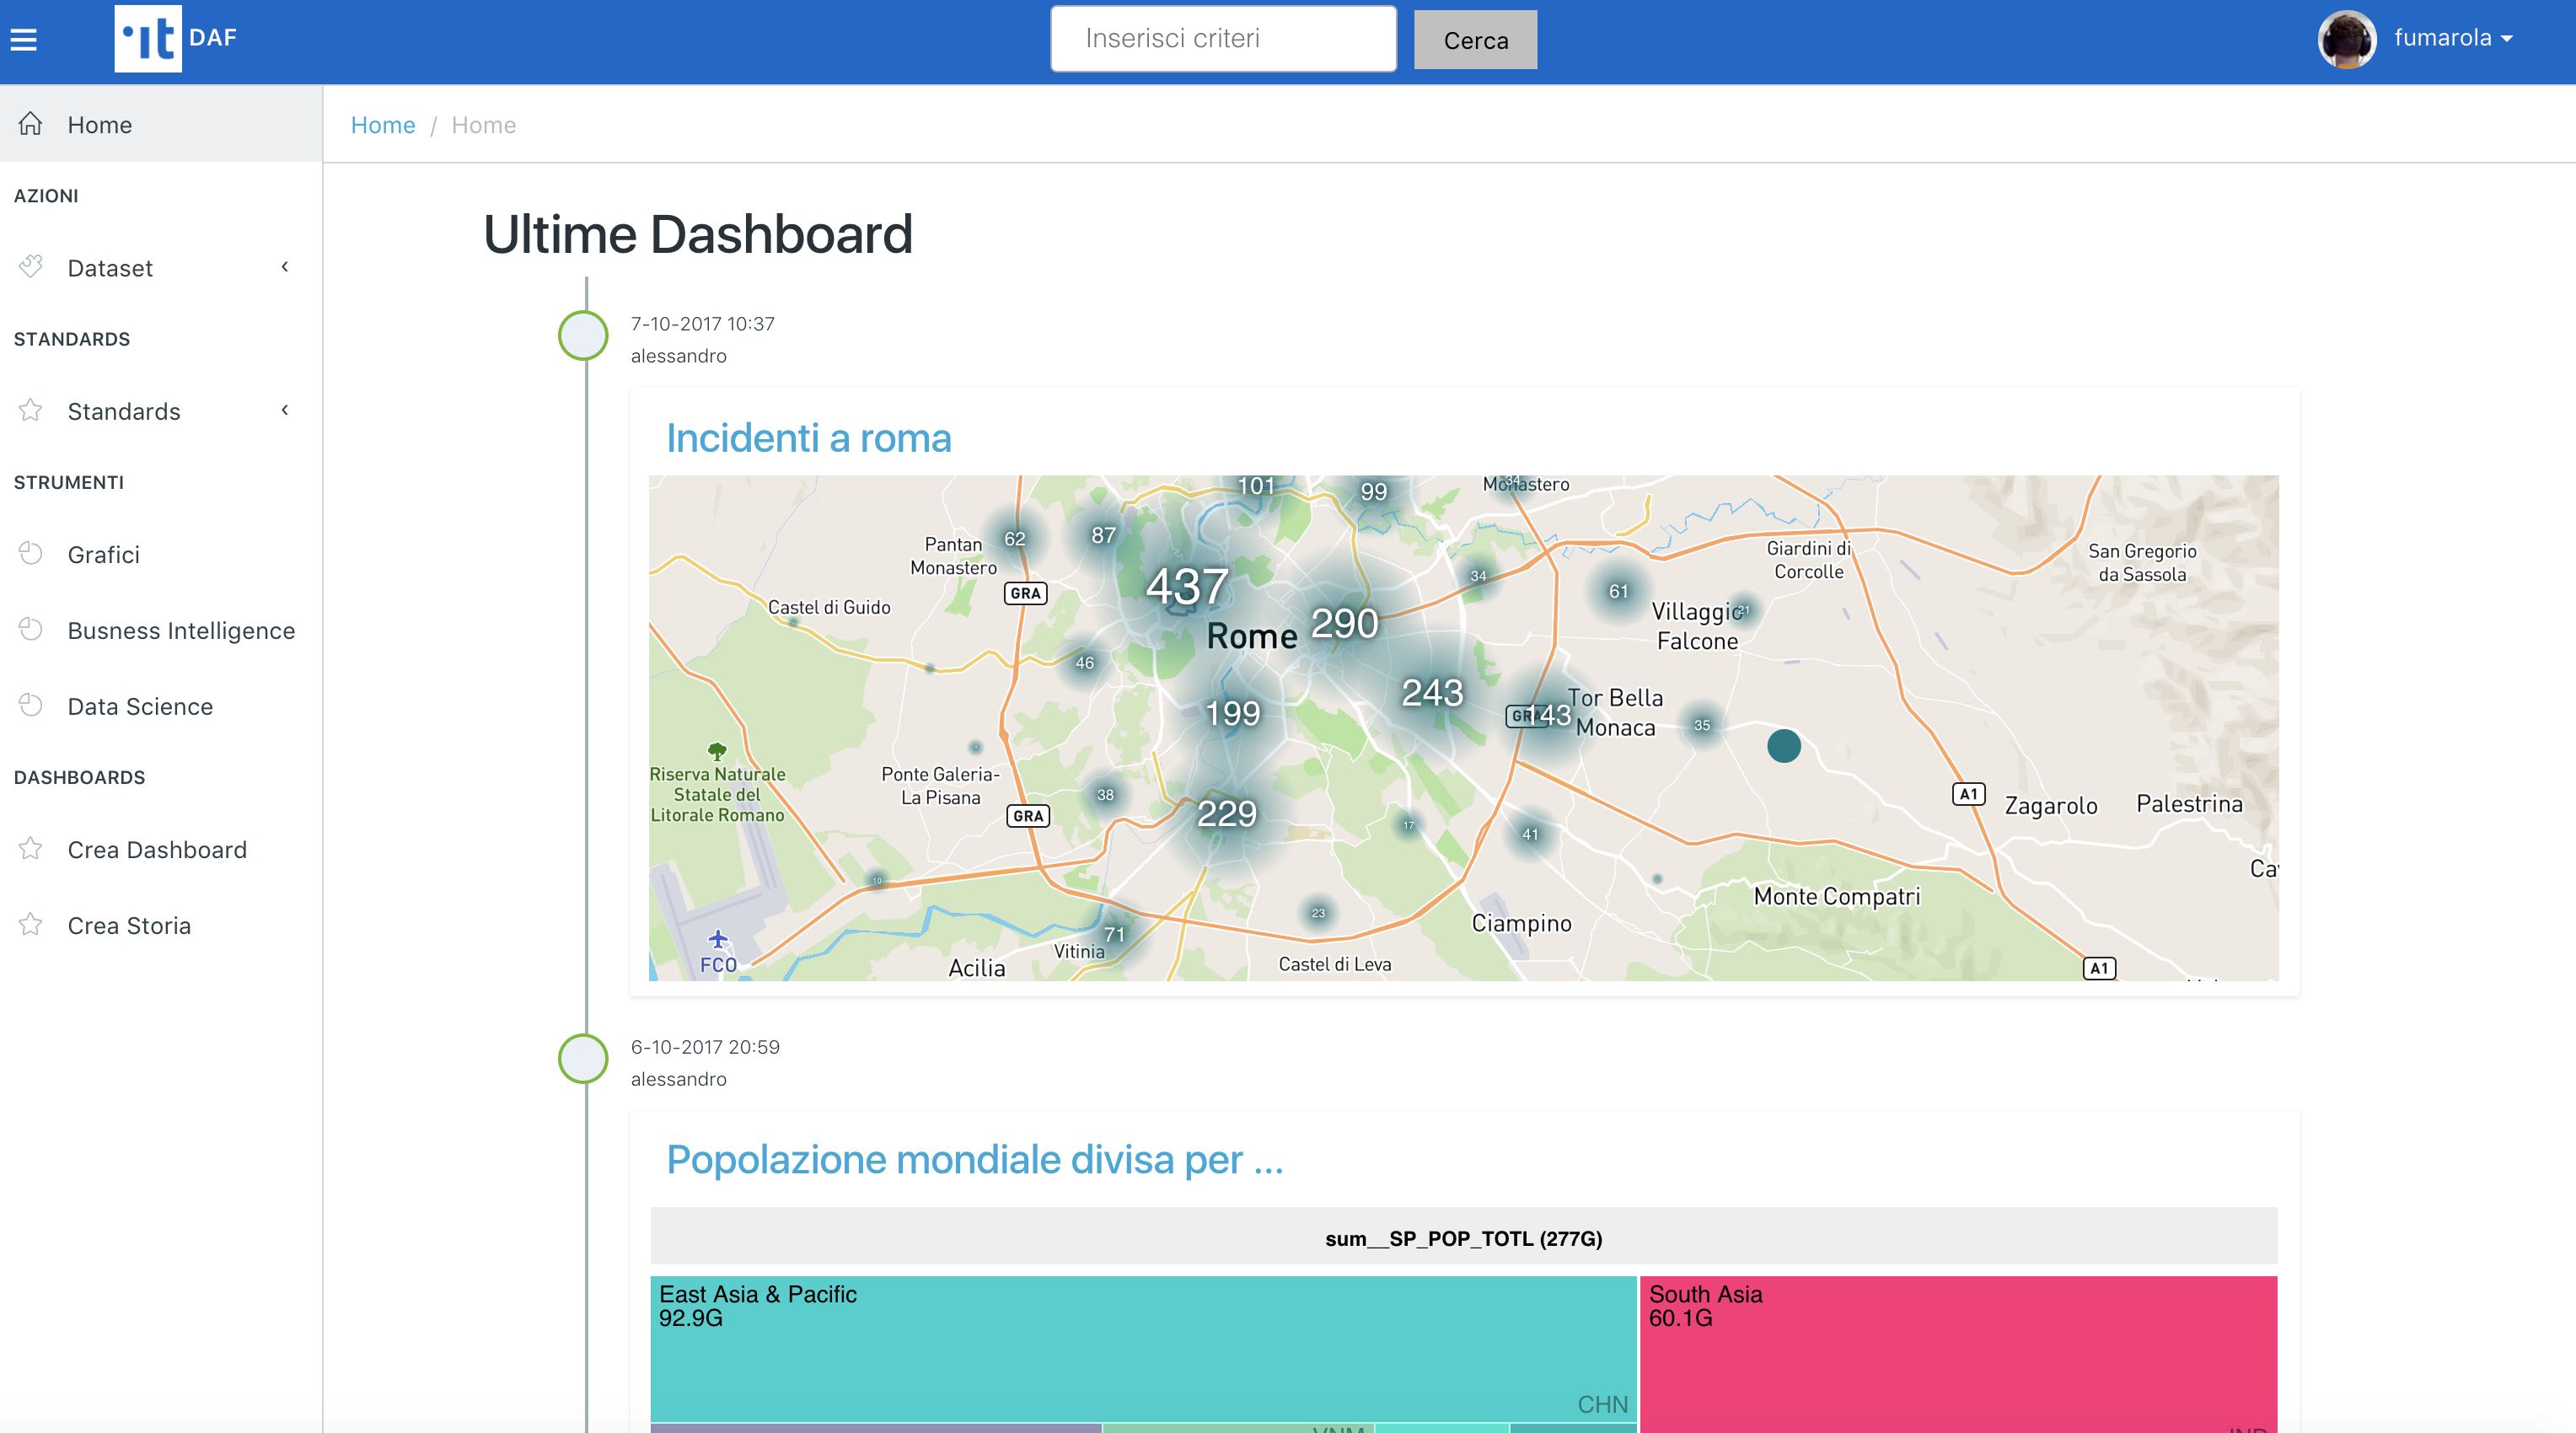 it DAF
Inserisci criteri
Cerca
fumarola
Home
AZIONI
Dataset
STANDARDS
Standards
STRUMENTI
Grafici
Busness Intelligence
Data Science
DASHBOARDS
Crea Dashboard
Crea Storia
Home / Home
Ultime Dashboard
7-10-2017 10:37
alessandro
Incidenti a roma
101
99
34
Monastero
62
87
Pantan
Monastero
437
34
61
Giardini di
Corcolle
San Gregorio
da Sassola
GRA
Castel di Guido
290
Rome
Villaggio
21
Falcone
46
243
199
GRA
143
Tor Bella
Monaca
35
Riserva Naturale
Statale del
Litorale Romano
Ponte Galeria-
La Pisana
38
GRA
229
17
41
A1
Zagarolo
Palestrina
10
Monte Compatri
23
Ciampino
71
Vitinia
FCO
Acilia
Castel di Leva
A1
6-10-2017 20:59
alessandro
Popolazione mondiale divisa per ...
sum__SP_POP_TOTL (277G)
East Asia & Pacific
92.9G
CHN
South Asia
60.1G
VNM
IND